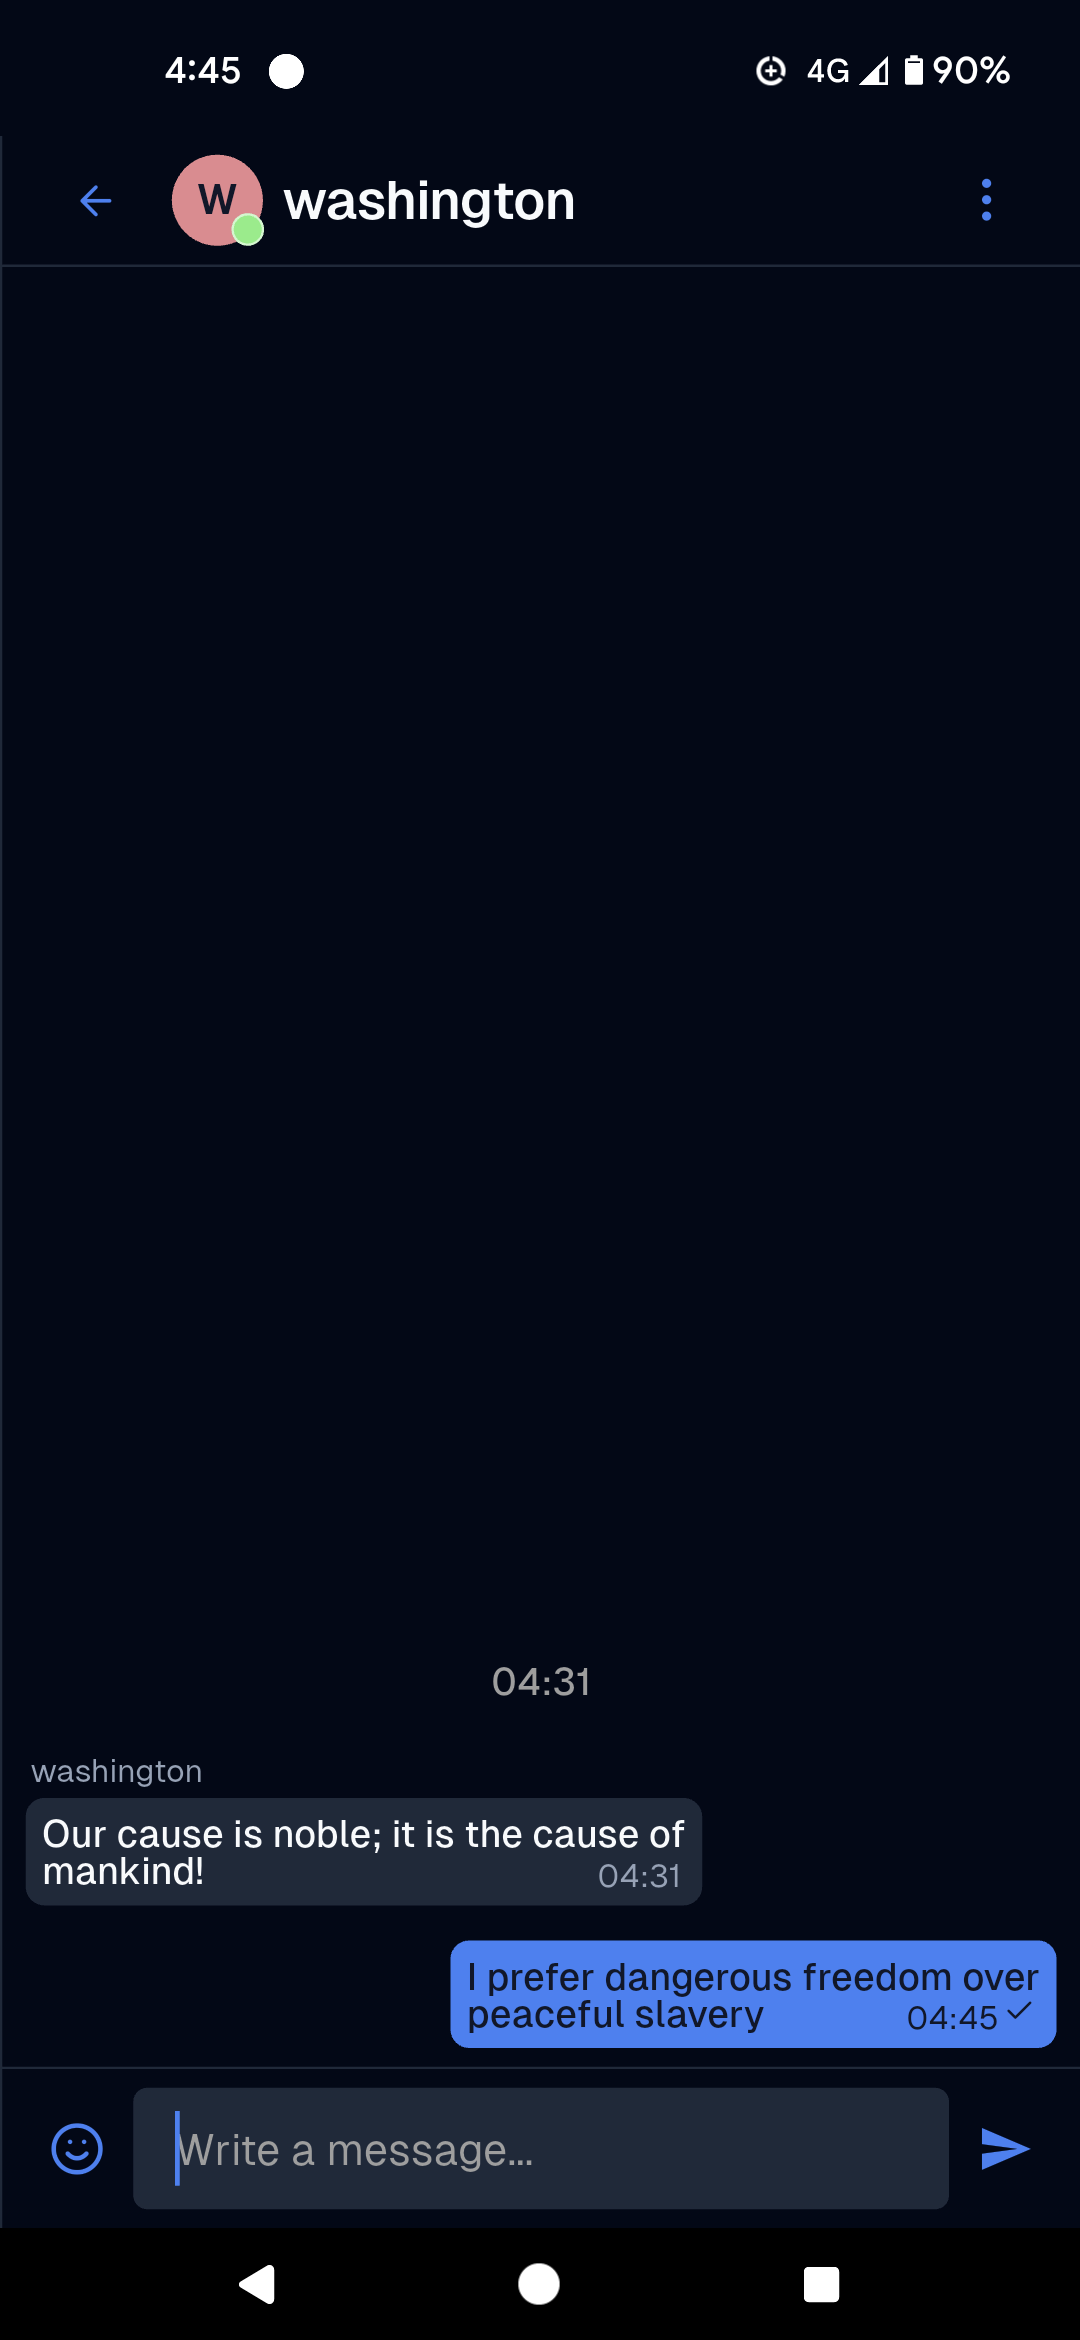 4:45
4G 90%
W washington
04:31
washington
Our cause is noble; it is the cause of
mankind! 04:31
I prefer dangerous freedom over
peaceful slavery 04:45
Write a message...